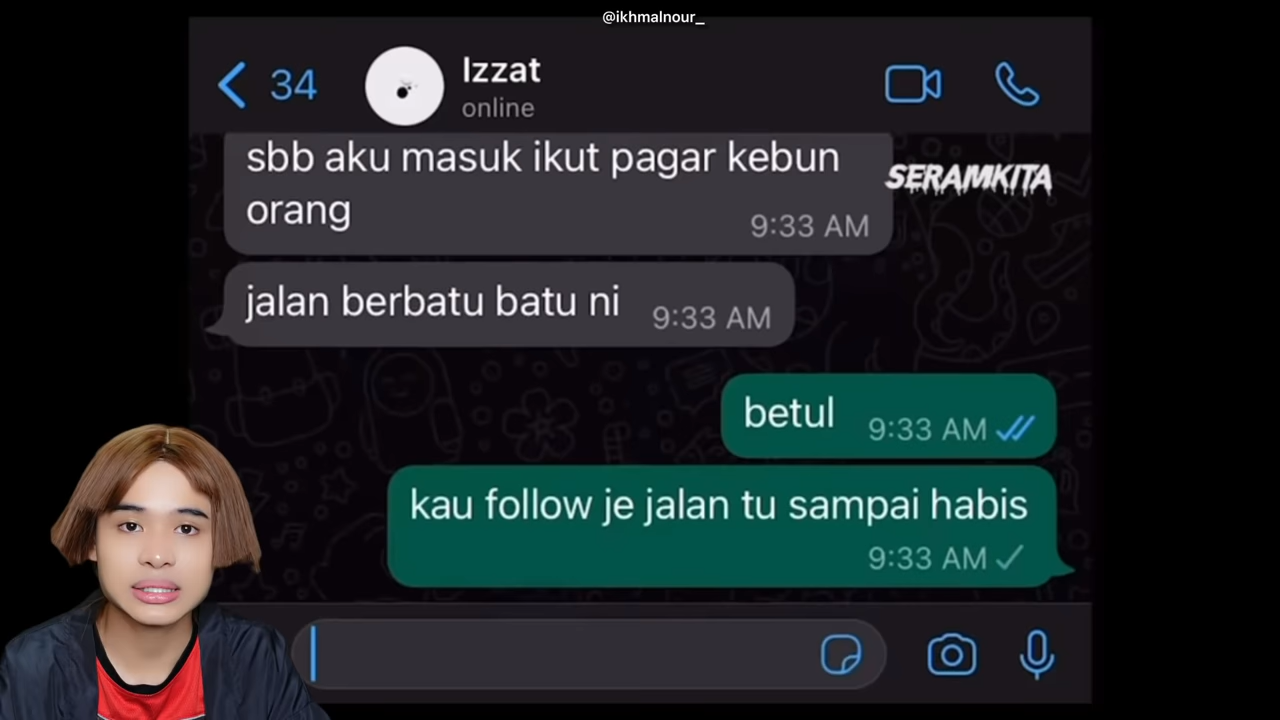 @ikhmalnour_
34
Izzat
online
sbb aku masuk ikut pagar kebun
orang
9:33 AM
SERAMKITA
jalan berbatu batu ni
9:33 AM
betul
9:33 AM
kau follow je jalan tu sampai habis
9:33 AM